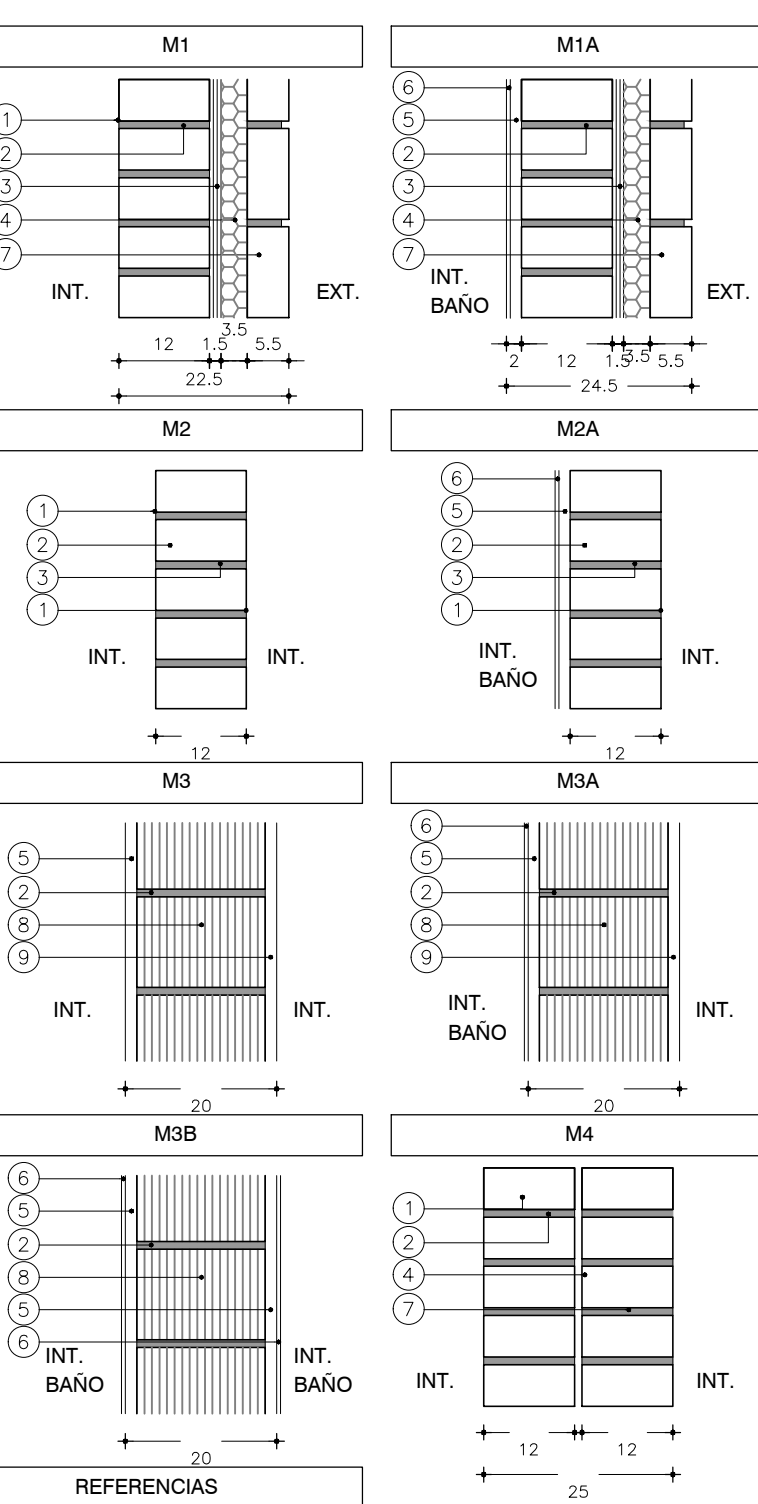 M1
1
2
3
4
7
INT.
EXT.
12
1.5
3.5
5.5
22.5
M1A
6
5
2
3
4
7
INT.
BAÑO
EXT.
2
12
1.5
3.5
5.5
24.5
M2
1
2
3
1
INT.
INT.
12
M2A
6
5
2
3
1
INT.
BAÑO
INT.
12
M3
5
2
8
9
INT.
INT.
20
M3A
6
5
2
8
9
INT.
BAÑO
INT.
20
M3B
6
5
2
8
5
6
INT.
BAÑO
INT.
BAÑO
20
M4
1
2
4
7
INT.
INT.
12
12
25
REFERENCIAS